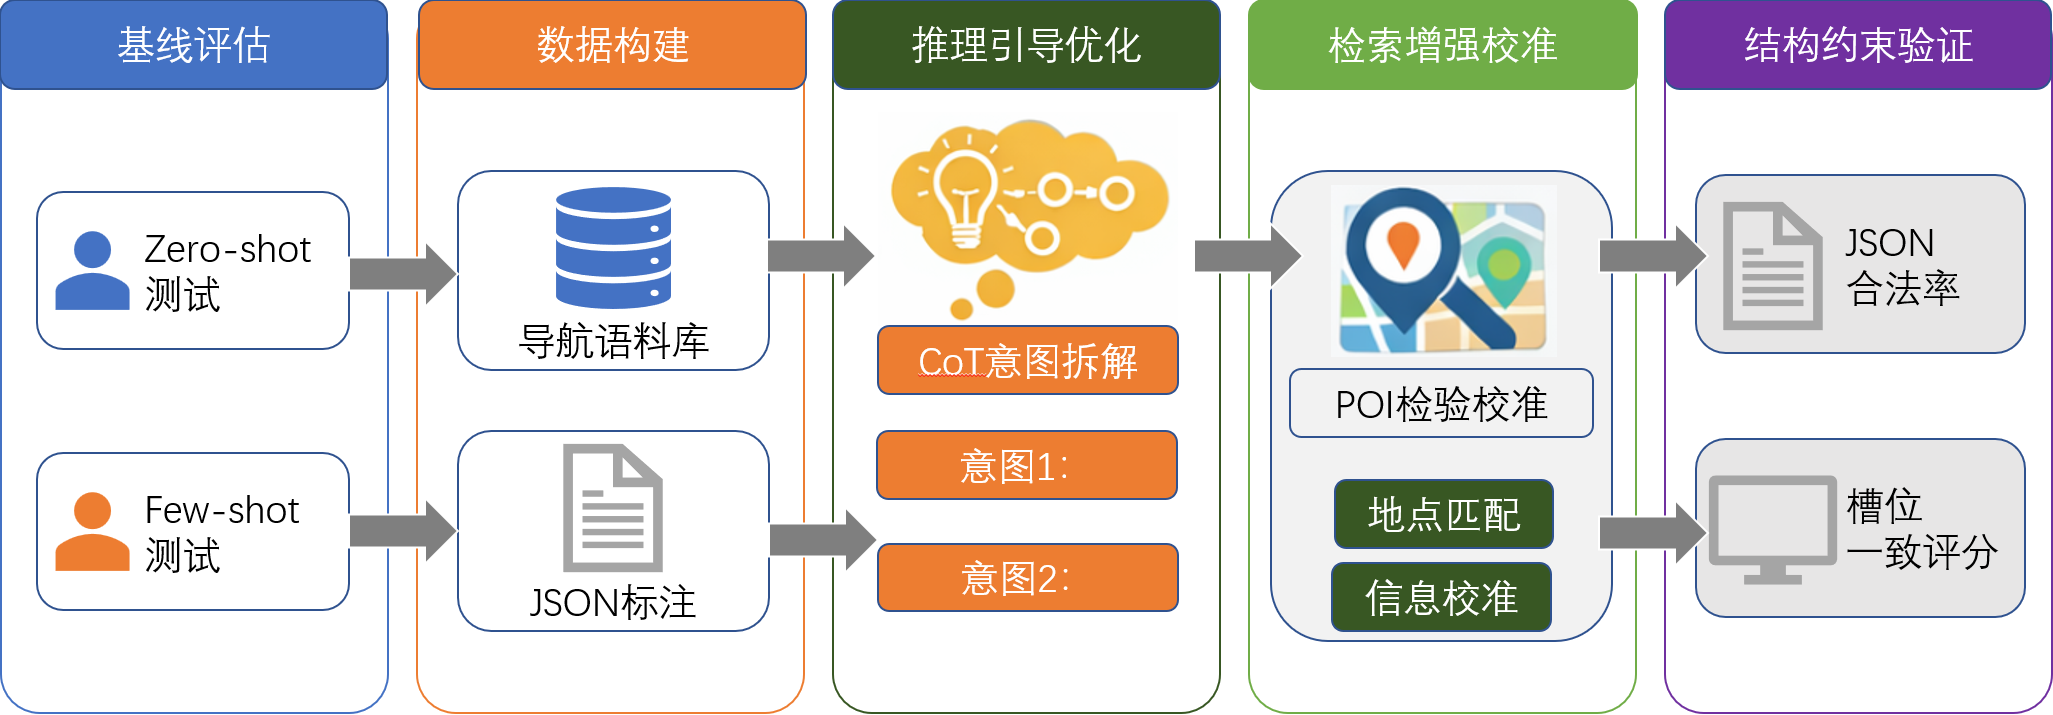 基线评估
Zero-shot
测试
Few-shot
测试
数据构建
导航语料库
JSON标注
推理引导优化
CoT意图拆解
意图1：
意图2：
检索增强校准
POI检验校准
地点匹配
信息校准
结构约束验证
JSON
合法率
槽位
一致评分